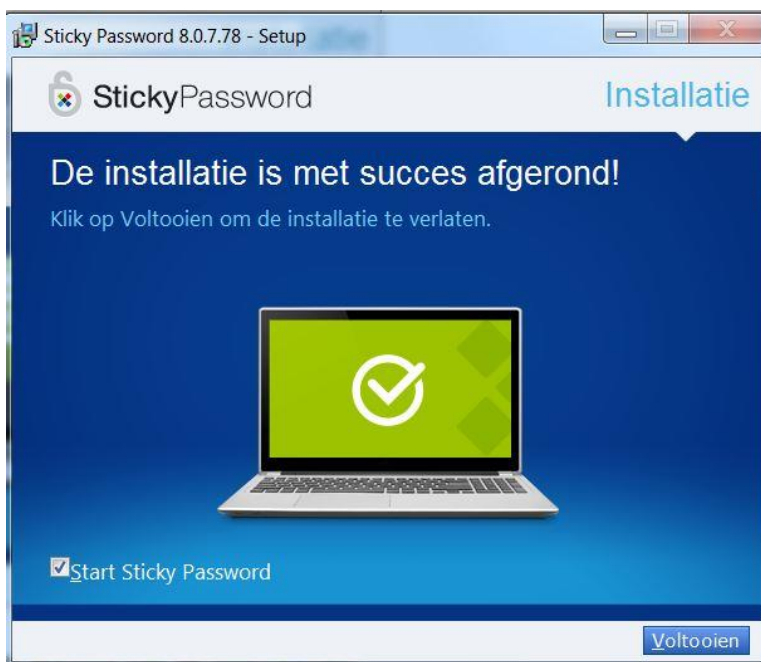 Sticky Password 8.0.7.78 - Setup
StickyPassword
Installatie
De installatie is met succes afgerond!
Klik op Voltooien om de installatie te verlaten.
Start Sticky Password
Voltooien